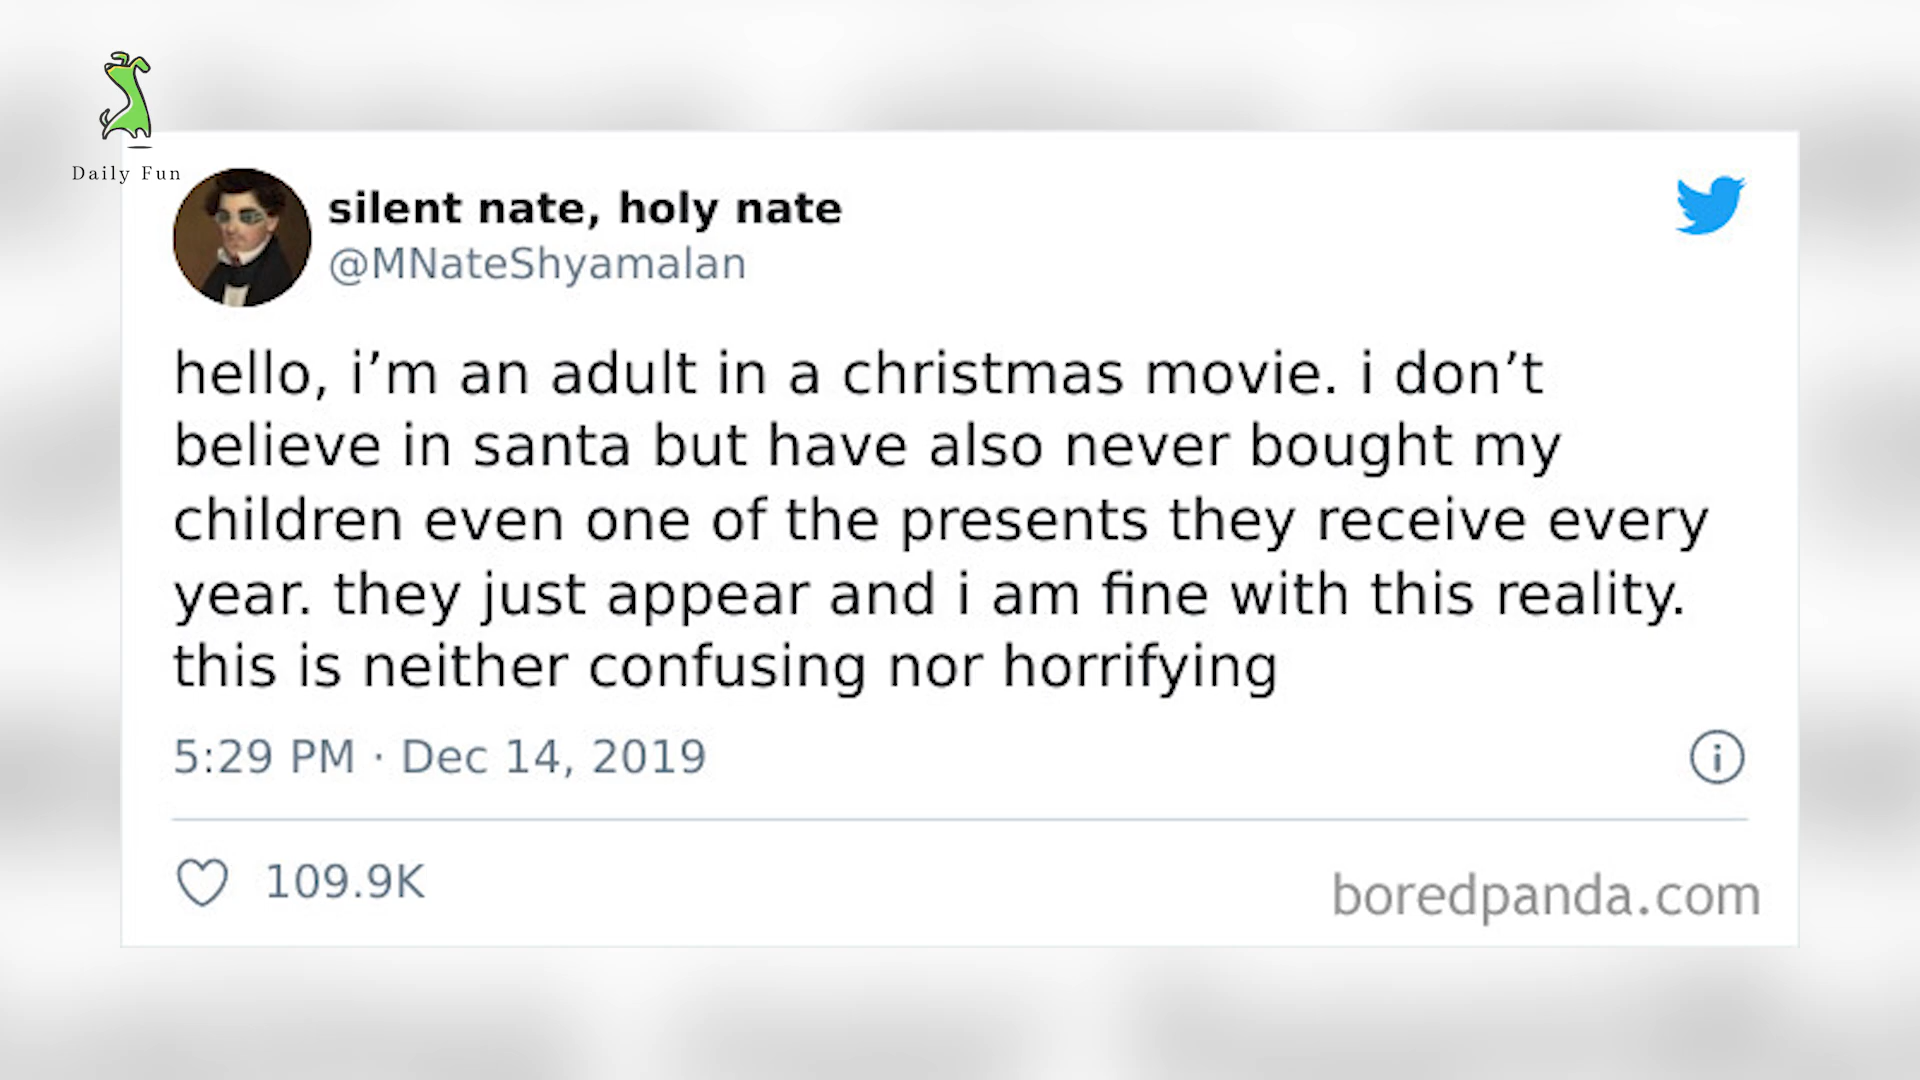 Daily Fun
silent nate, holy nate
@MNateShyamalan
hello, i’m an adult in a christmas movie. i don’t
believe in santa but have also never bought my
children even one of the presents they receive every
year. they just appear and i am fine with this reality.
this is neither confusing nor horrifying
5:29 PM · Dec 14, 2019
109.9K
boredpanda.com